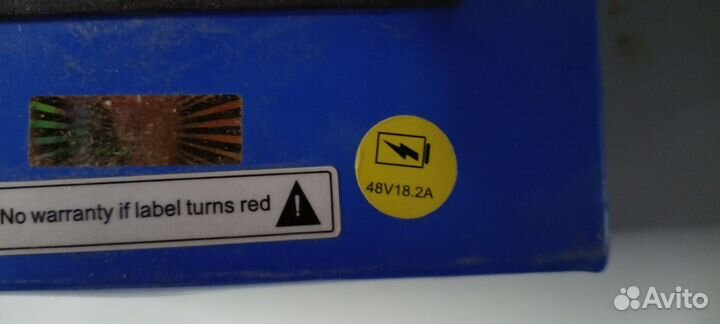 48V18.2A
No warranty if label turns red
!
Avito